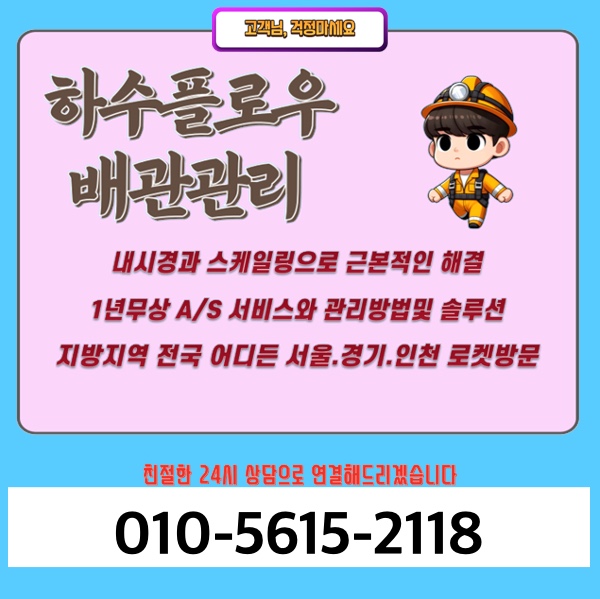 고객님, 걱정마세요
하수플로우
배관관리
내시경과 스케일링으로 근본적인 해결
1년무상 A/S 서비스와 관리방법및 솔루션
지방지역 전국 어디든 서울.경기.인천 로켓방문
친절한 24시 상담으로 연결해드리겠습니다
010-5615-2118